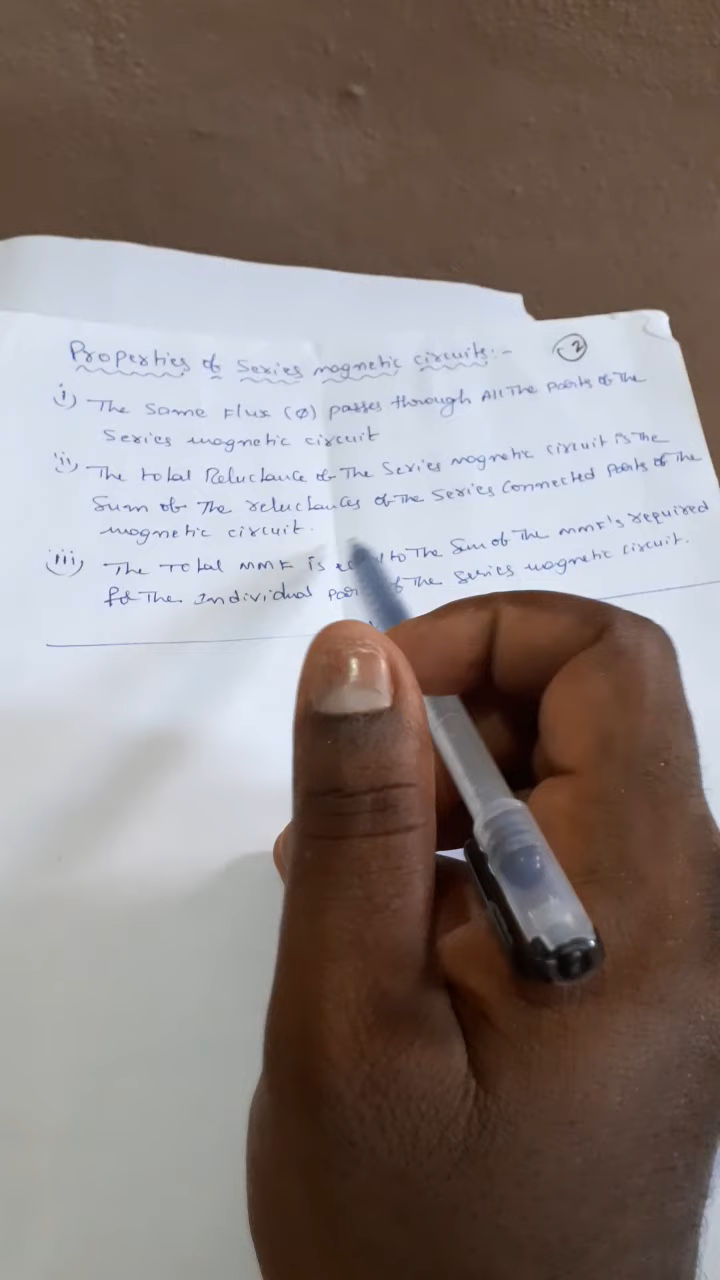 Properties of Series magnetic circuits:- 2
i) The Same Flux (Ø) passes through All The parts of The
Series magnetic circuit
ii) The total Reluctance of The Series magnetic circuit is The
Sum of The reluctances of The Series Connected parts of The
magnetic circuit.
iii) The Total MMF is to The Sum of The MMF's required
for The Individual of The Series magnetic circuit.